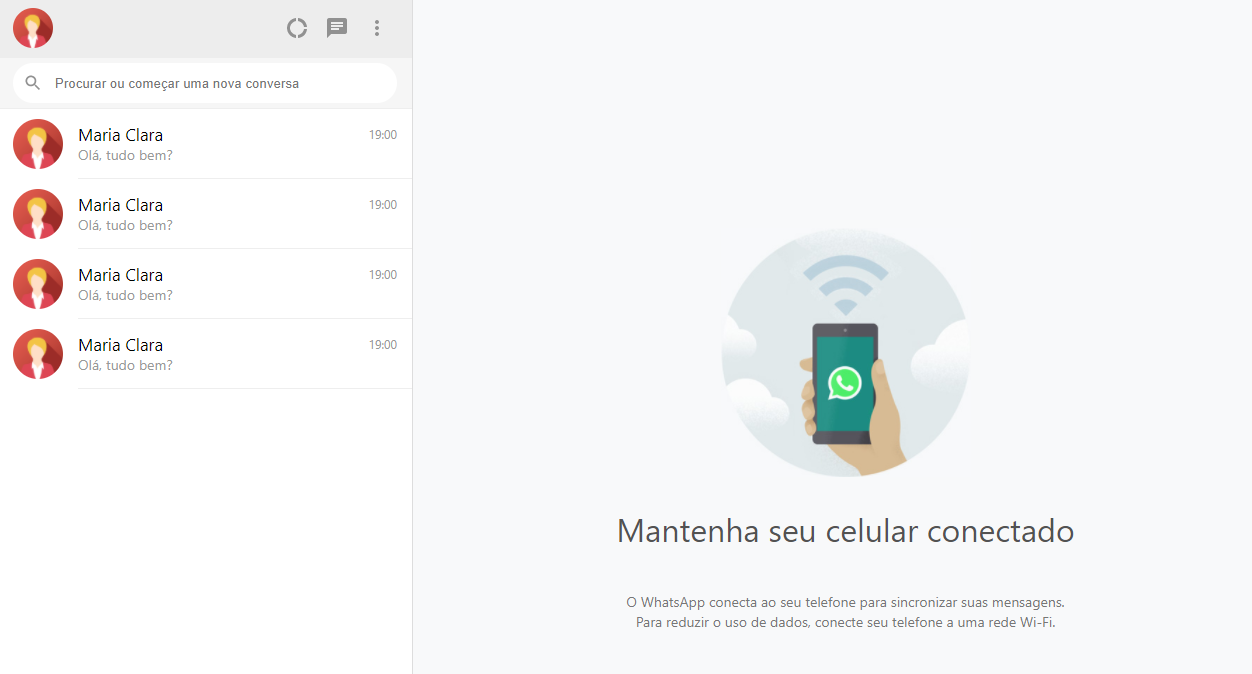 Procurar ou começar uma nova conversa
Maria Clara
19:00
Olá, tudo bem?
Maria Clara
19:00
Olá, tudo bem?
Maria Clara
19:00
Olá, tudo bem?
Maria Clara
19:00
Olá, tudo bem?
Mantenha seu celular conectado
O WhatsApp conecta ao seu telefone para sincronizar suas mensagens.
Para reduzir o uso de dados, conecte seu telefone a uma rede Wi-Fi.